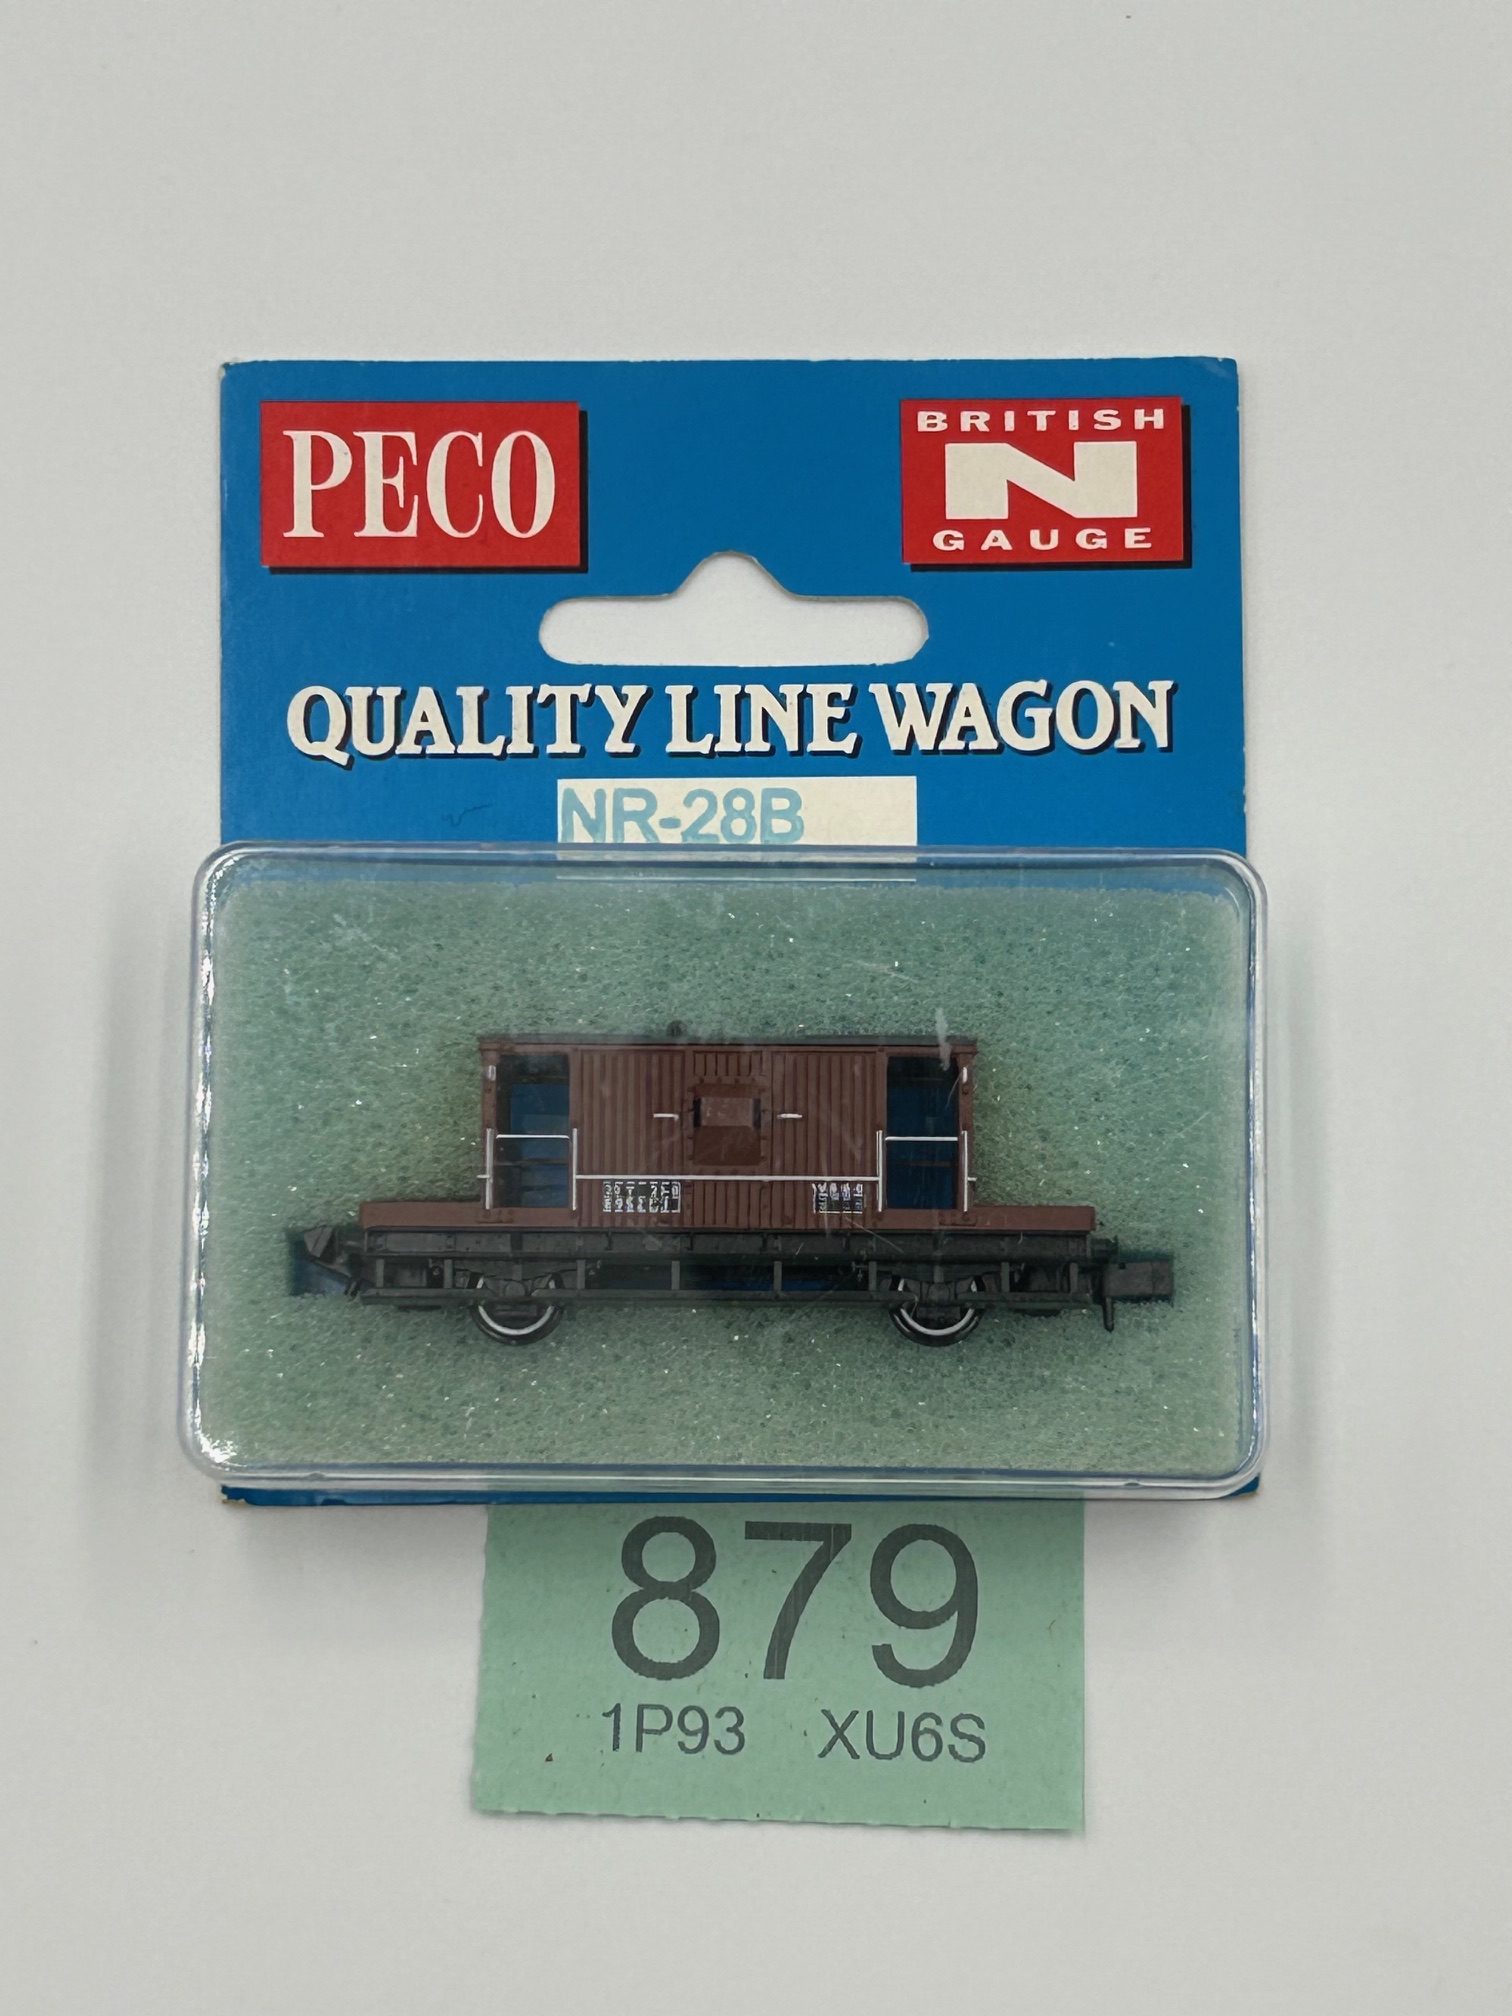 PECO
BRITISH
N
GAUGE
QUALITY LINE WAGON
NR-28B
879
1P93 XU6S